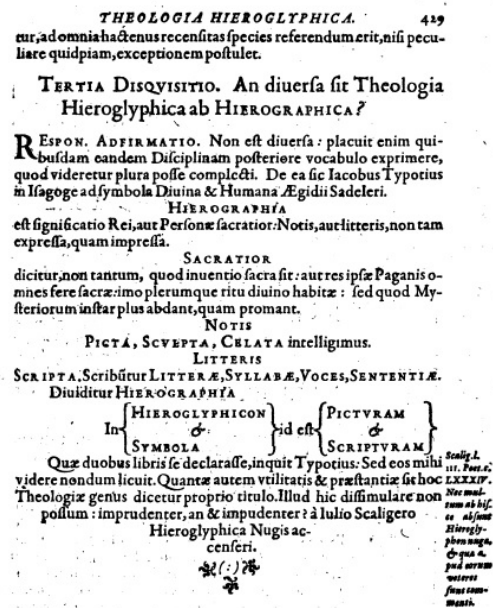 THEOLOGIA HIEROGLYPHICA. 429
tur, ad omnia hactenus recensitas species referendum erit, nisi pecu-
liare quidpiam, exceptionem postulet.
TERTIA DISQVISITIO. An diuersa sit Theologia
Hieroglyphica ab HIEROGRAPHICA?
RESPON. ADFIRMATIO. Non est diuersa: placuit enim qui-
busdam eandem Disciplinam posteriore vocabulo exprimere,
quod videretur plura posse complecti. De ea sic Iacobus Typotius
in Isagoge ad symbola Diuina & Humana Ægidii Sadeleri.
HIEROGRAPHIA
est significatio Rei, aut Personæ sacratior: Notis, aut litteris, non tam
expressa, quam impressa.
SACRATIOR
dicitur, non tantum, quod inuentio sacra sit: aut res ipsæ Paganis o-
mnes fere sacræ: imo plerumque ritu diuino habitæ: sed quod My-
steriorum instar plus abdant, quam promant.
NOTIS
PICTA, SCVLPTA, CELATA intelligimus.
LITTERIS
SCRIPTA. Scribūtur LITTERÆ, SYLLABÆ, VOCES, SENTENTIÆ.
Diuiditur HIEROGRAPHIA
In { HIEROGLYPHICON & SYMBOLA } id est { PICTVRAM & SCRIPTVRAM }
Quæ duobus libris se declarasse, inquit Typotius. Sed eos mihi
videre nondum licuit. Quantæ autem vtilitatis & præstantiæ sit hoc
Theologiæ genus dicetur proprio titulo. Illud hic dissimulare non
possum: imprudenter, an & impudenter? à Iulio Scaligero
Hieroglyphica Nugis ac-
censeri.
Scalig. l.
III. Poet. c.
LXXXIV.
Nec mul-
tum ab his
absunt
Hierogly-
phon nugæ,
& quæ a-
pud eorum
veteres
sunt com-
menti.